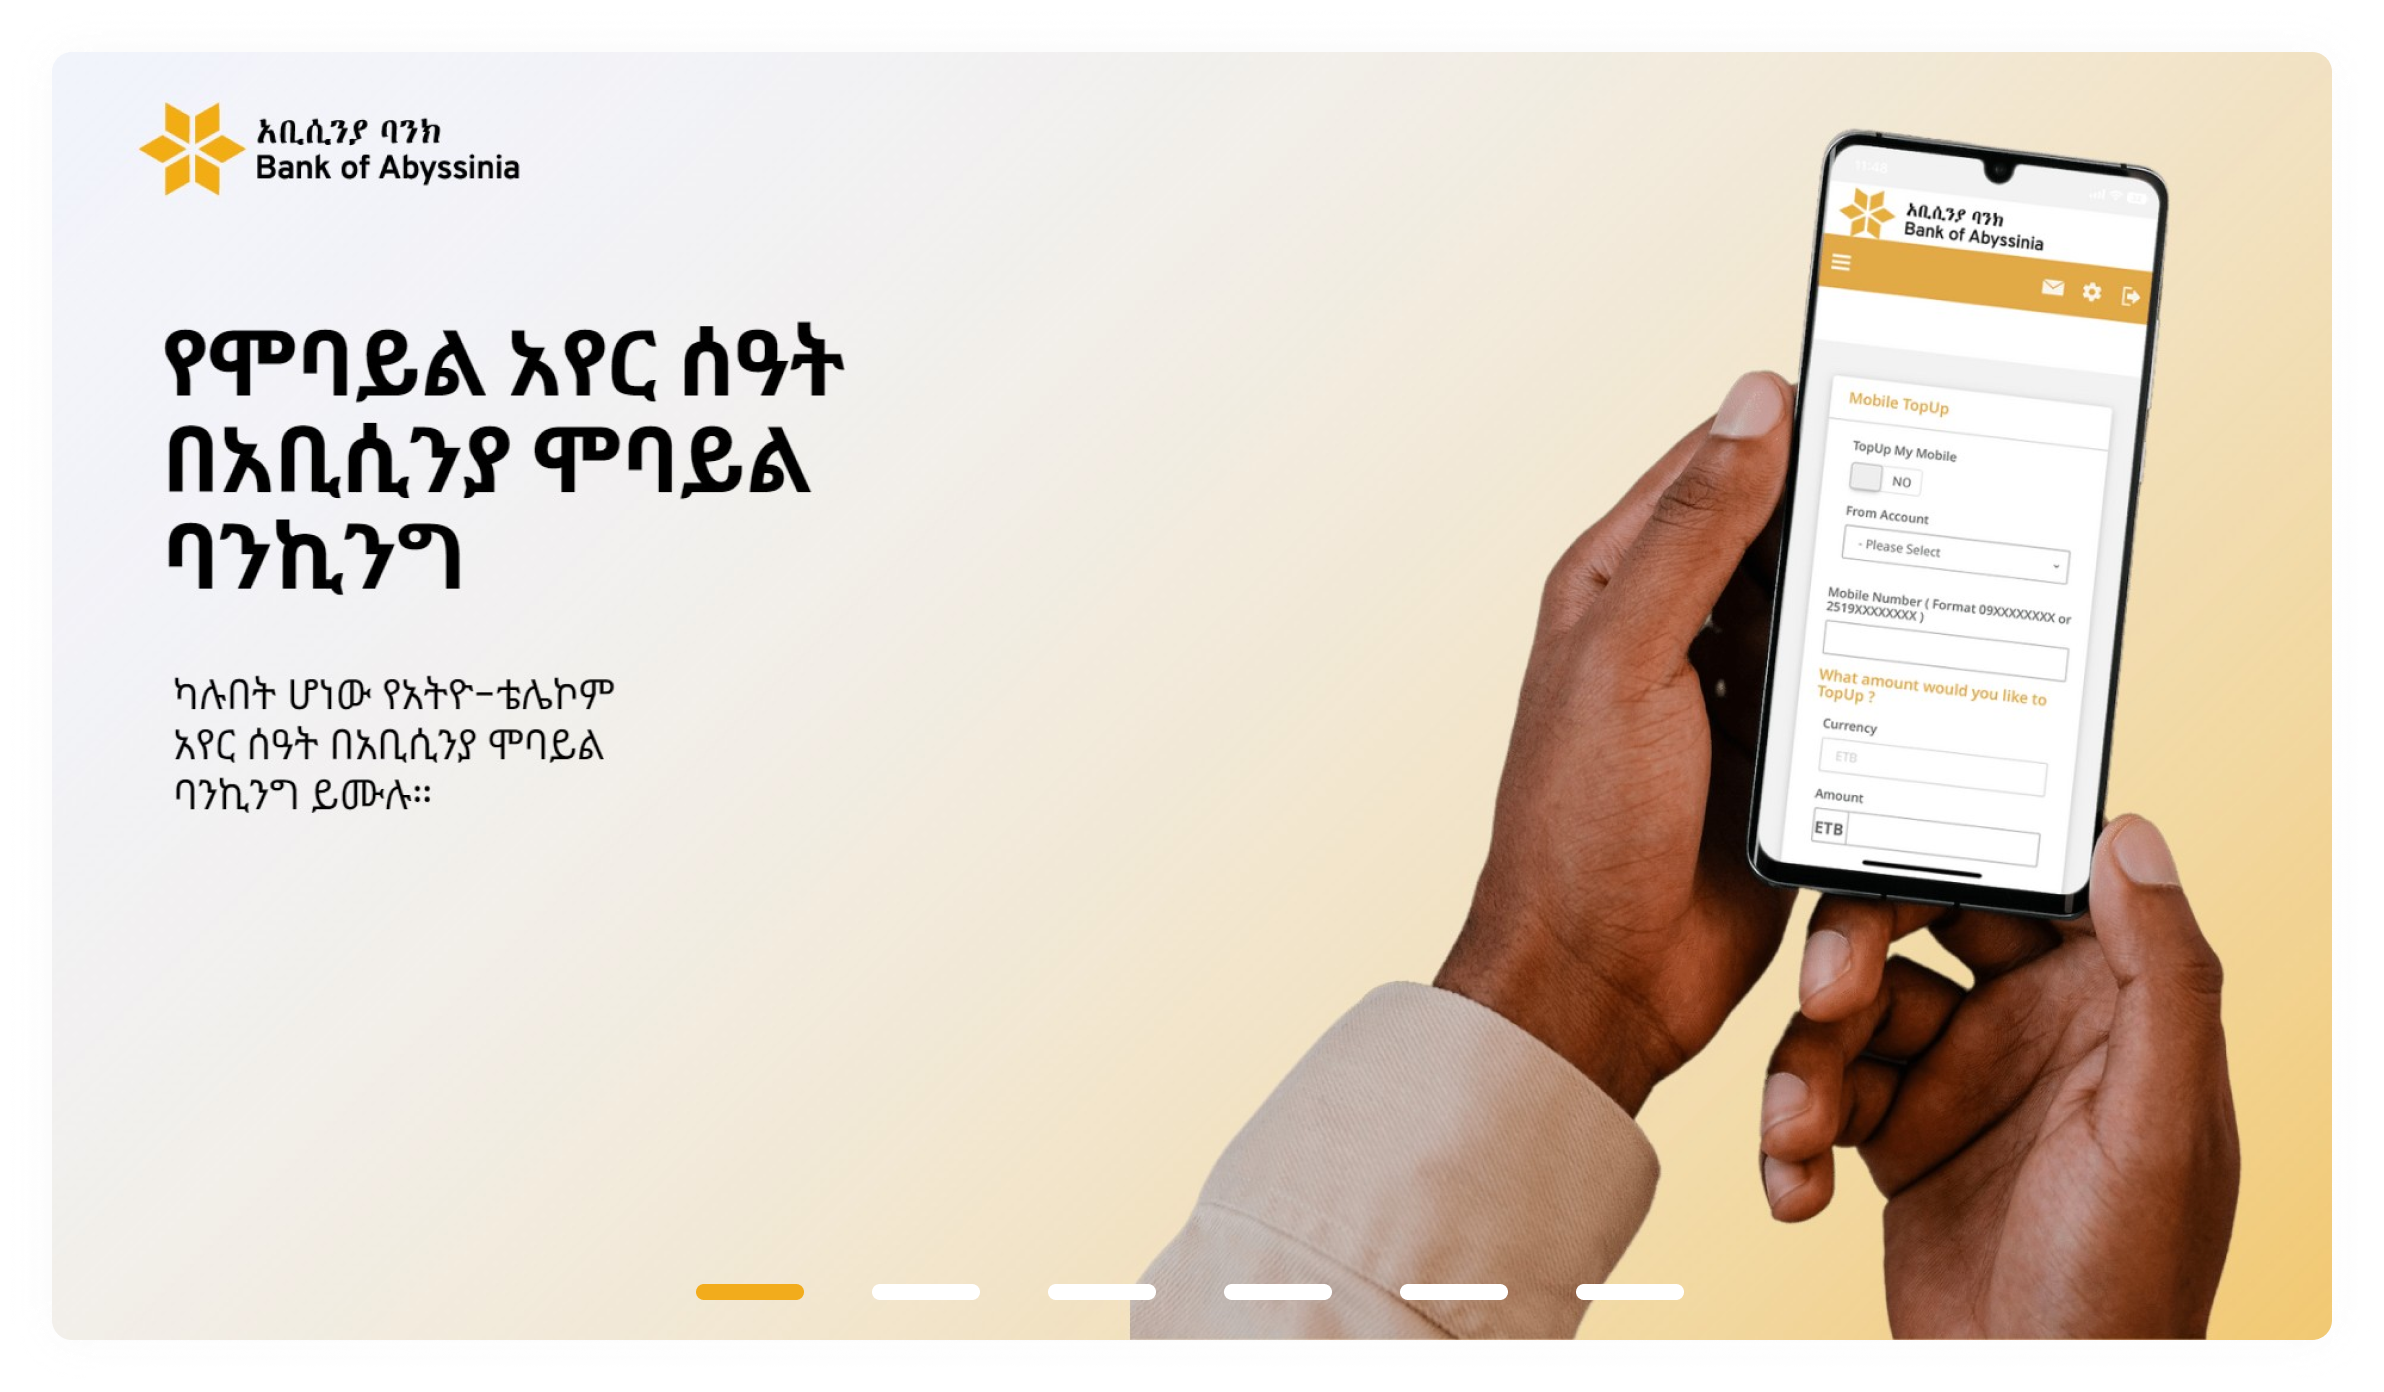 አቢሲንያ ባንክ
Bank of Abyssinia
የሞባይል አየር ሰዓት
በአቢሲንያ ሞባይል
ባንኪንግ
ካሉበት ሆነው የኢትዮ-ቴሌኮም
አየር ሰዓት በአቢሲንያ ሞባይል
ባንኪንግ ይሙሉ።
11:48
አቢሲንያ ባንክ
Bank of Abyssinia
Mobile TopUp
TopUp My Mobile
NO
From Account
- Please Select
Mobile Number ( Format 09XXXXXXXX or
2519XXXXXXXX )
What amount would you like to
TopUp ?
Currency
ETB
Amount
ETB